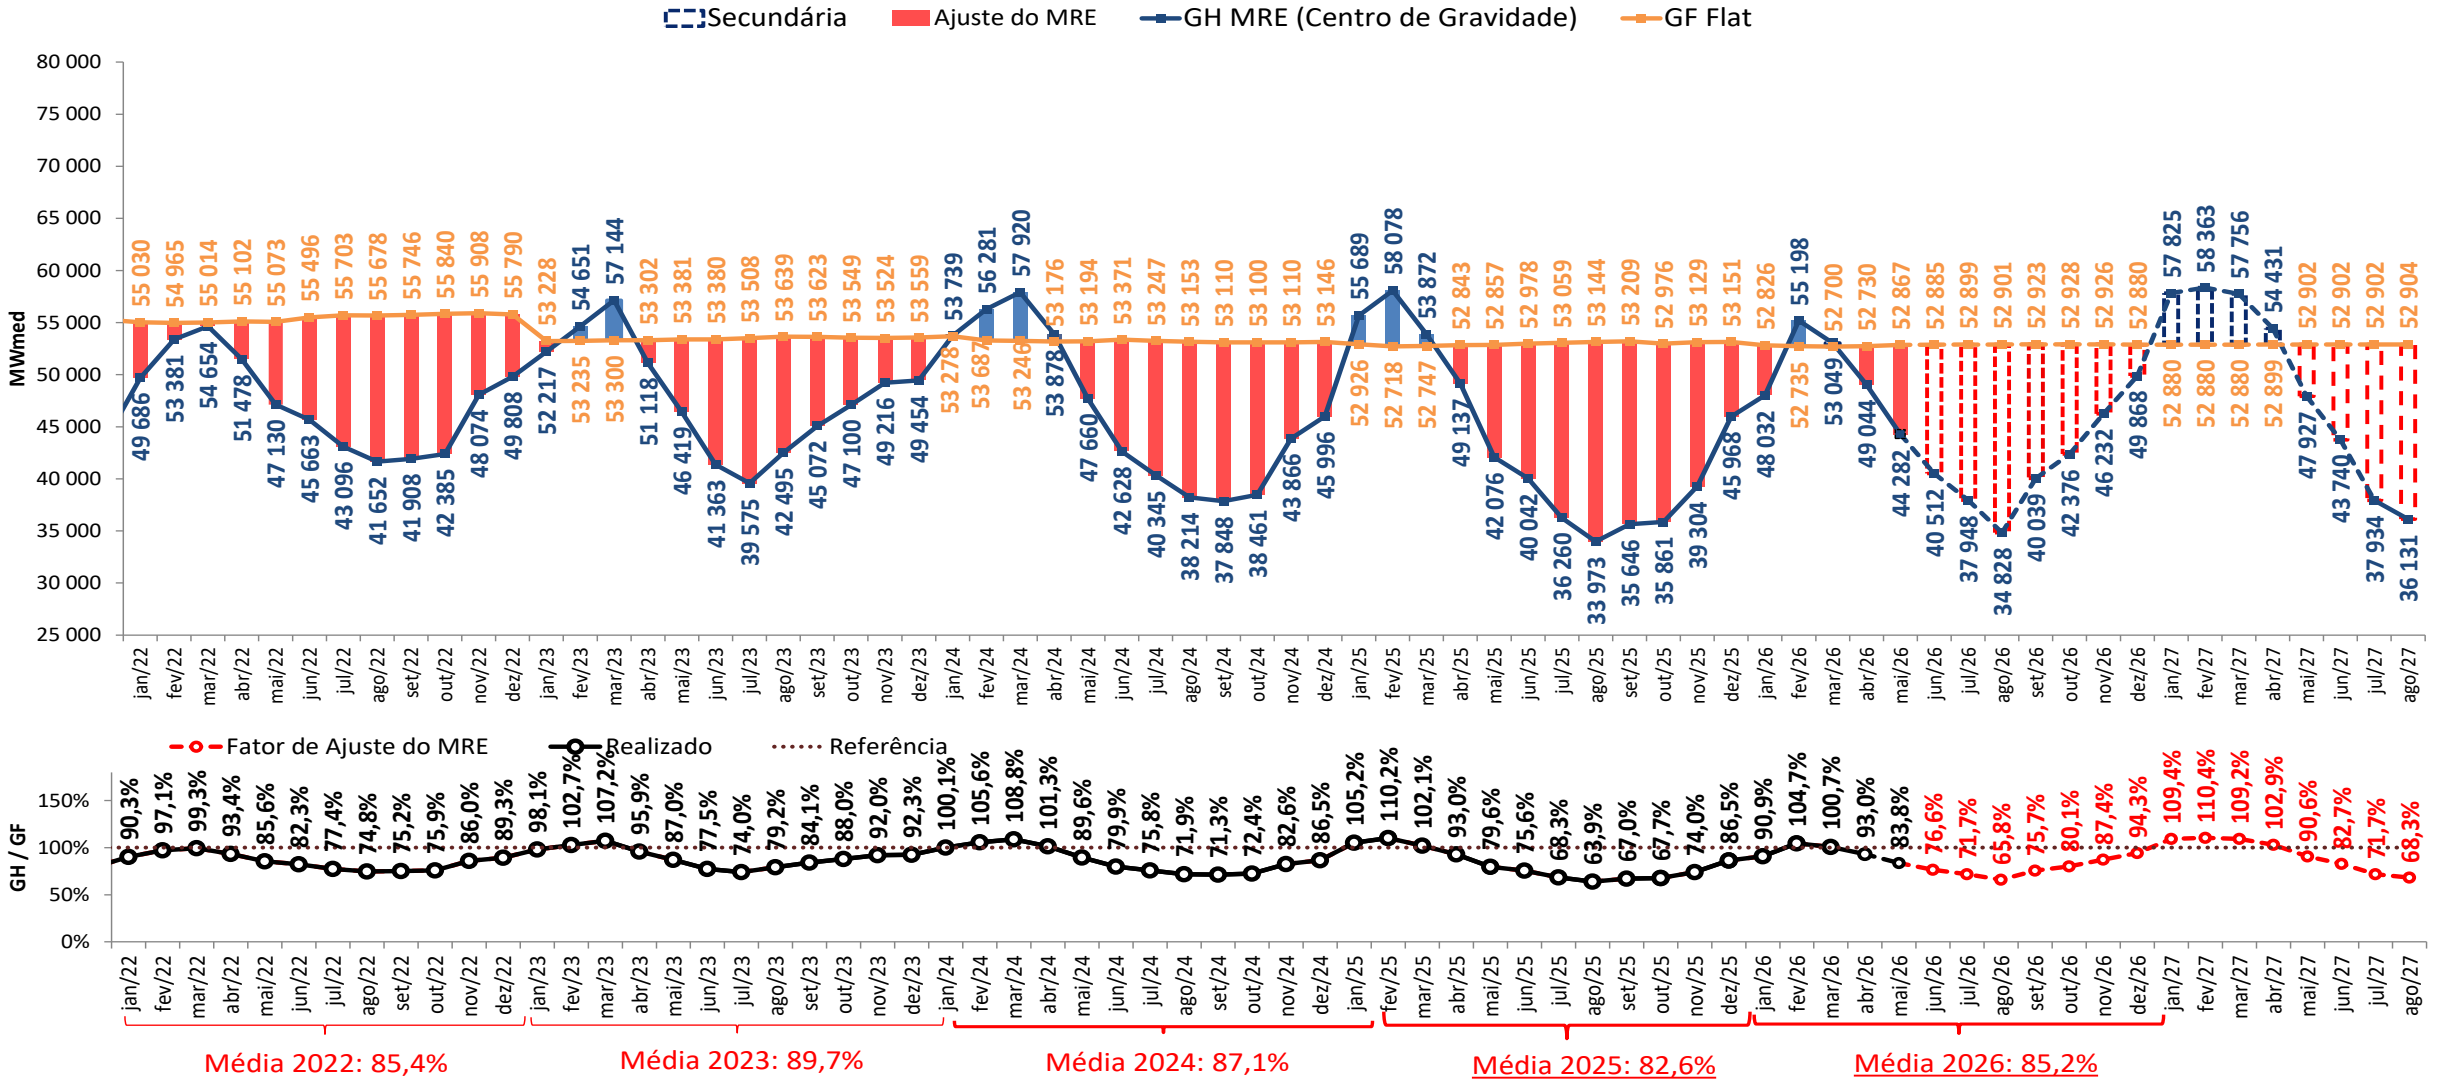 Secundária Ajuste do MRE GH MRE (Centro de Gravidade) GF Flat
MWmed
80 000
75 000
70 000
65 000
60 000
55 000
50 000
45 000
40 000
35 000
30 000
25 000
55 030 54 965 55 014 55 102 55 073 55 496 55 703 55 678 55 746 55 840 55 908 55 790
53 228 53 235 53 300 53 302 53 381 53 380 53 508 53 639 53 623 53 549 53 524 53 559
53 278 53 687 53 246 53 176 53 194 53 371 53 247 53 153 53 110 53 100 53 110 53 146
52 926 52 718 52 747 52 843 52 857 52 978 53 059 53 144 53 209 52 976 53 129 53 151
52 826 52 735 52 700 52 730 52 867 52 885 52 899 52 901 52 923 52 928 52 926 52 880
52 880 52 880 52 880 52 899 52 902 52 902 52 902 52 904
49 686 53 381 54 654 51 478 47 130 45 663 43 096 41 652 41 908 42 385 48 074 49 808
52 217 54 651 57 144 51 118 46 419 41 363 39 575 42 495 45 072 47 100 49 216 49 454
53 739 56 281 57 920 53 878 47 660 42 628 40 345 38 214 37 848 38 461 43 866 45 996
55 689 58 078 53 872 49 137 42 076 40 042 36 260 33 973 35 646 35 861 39 304 45 968
48 032 55 198 53 049 49 044 44 282 40 512 37 948 34 828 40 039 42 376 46 232 49 868
57 825 58 363 57 756 54 431 47 927 43 740 37 934 36 131
jan/22 fev/22 mar/22 abr/22 mai/22 jun/22 jul/22 ago/22 set/22 out/22 nov/22 dez/22 jan/23 fev/23 mar/23 abr/23 mai/23 jun/23 jul/23 ago/23 set/23 out/23 nov/23 dez/23 jan/24 fev/24 mar/24 abr/24 mai/24 jun/24 jul/24 ago/24 set/24 out/24 nov/24 dez/24 jan/25 fev/25 mar/25 abr/25 mai/25 jun/25 jul/25 ago/25 set/25 out/25 nov/25 dez/25 jan/26 fev/26 mar/26 abr/26 mai/26 jun/26 jul/26 ago/26 set/26 out/26 nov/26 dez/26 jan/27 fev/27 mar/27 abr/27 mai/27 jun/27 jul/27 ago/27
Fator de Ajuste do MRE Realizado Referência
GH / GF
150%
100%
50%
0%
90,3% 97,1% 99,3% 93,4% 85,6% 82,3% 77,4% 74,8% 75,2% 75,9% 86,0% 89,3% 98,1% 102,7% 107,2% 95,9% 87,0% 77,5% 74,0% 79,2% 84,1% 88,0% 92,0% 92,3% 100,1% 105,6% 108,8% 101,3% 89,6% 79,9% 75,8% 71,9% 71,3% 72,4% 82,6% 86,5% 105,2% 110,2% 102,1% 93,0% 79,6% 75,6% 68,3% 63,9% 67,0% 67,7% 74,0% 86,5% 90,9% 104,7% 100,7% 93,0% 83,8% 76,6% 71,7% 65,8% 75,7% 80,1% 87,4% 94,3% 109,4% 110,4% 109,2% 102,9% 90,6% 82,7% 71,7% 68,3%
jan/22 fev/22 mar/22 abr/22 mai/22 jun/22 jul/22 ago/22 set/22 out/22 nov/22 dez/22 jan/23 fev/23 mar/23 abr/23 mai/23 jun/23 jul/23 ago/23 set/23 out/23 nov/23 dez/23 jan/24 fev/24 mar/24 abr/24 mai/24 jun/24 jul/24 ago/24 set/24 out/24 nov/24 dez/24 jan/25 fev/25 mar/25 abr/25 mai/25 jun/25 jul/25 ago/25 set/25 out/25 nov/25 dez/25 jan/26 fev/26 mar/26 abr/26 mai/26 jun/26 jul/26 ago/26 set/26 out/26 nov/26 dez/26 jan/27 fev/27 mar/27 abr/27 mai/27 jun/27 jul/27 ago/27
Média 2022: 85,4% Média 2023: 89,7% Média 2024: 87,1% Média 2025: 82,6% Média 2026: 85,2%